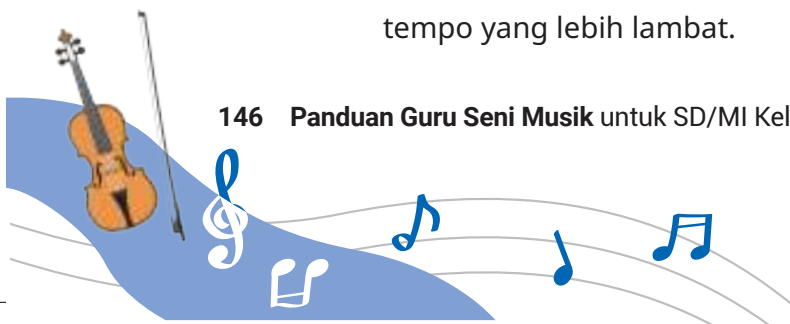 tempo yang lebih lambat.
146 Panduan Guru Seni Musik untuk SD/MI Kel